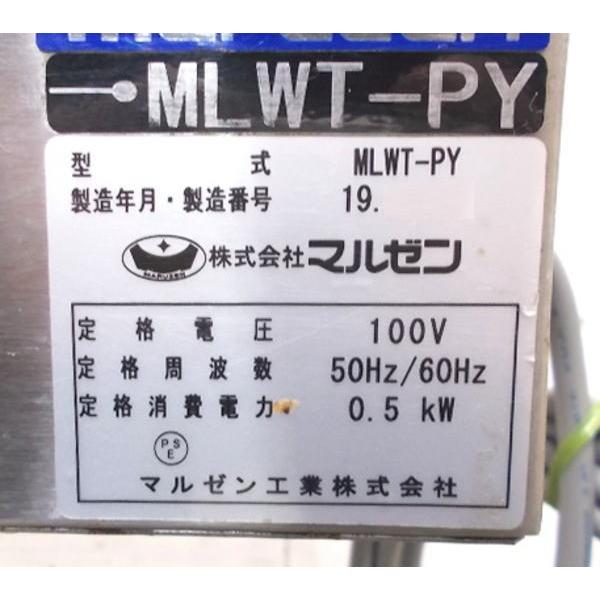 MLWT-PY
型式 MLWT-PY
製造年月・製造番号 19.
MARUZEN 株式会社マルゼン
定格電圧 100V
定格周波数 50Hz/60Hz
定格消費電力 0.5 kW
PSE
マルゼン工業株式会社